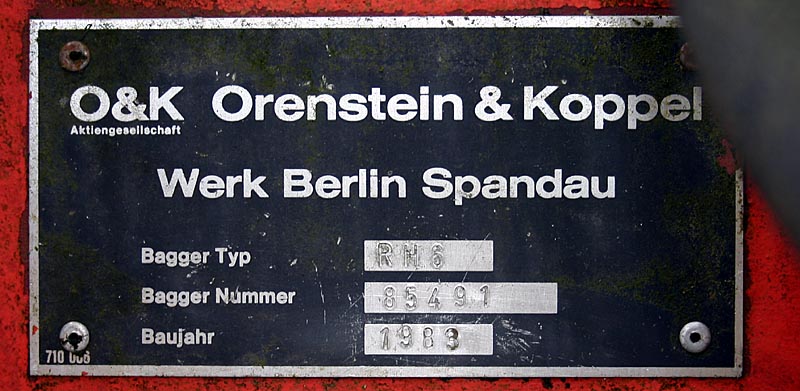 O&K Orenstein & Koppel
Aktiengesellschaft
Werk Berlin Spandau
Bagger Typ RH6
Bagger Nummer 85491
Baujahr 1983
710 006